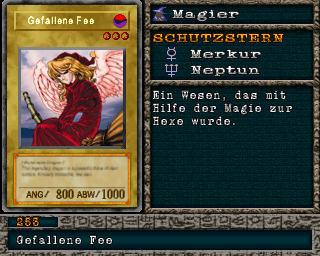 Gefallene Fee
ANG/ 800 ABW/1000
Magier
SCHUTZSTERN
Merkur
Neptun
Ein Wesen, das mit
Hilfe der Magie zur
Hexe wurde.
253
Gefallene Fee